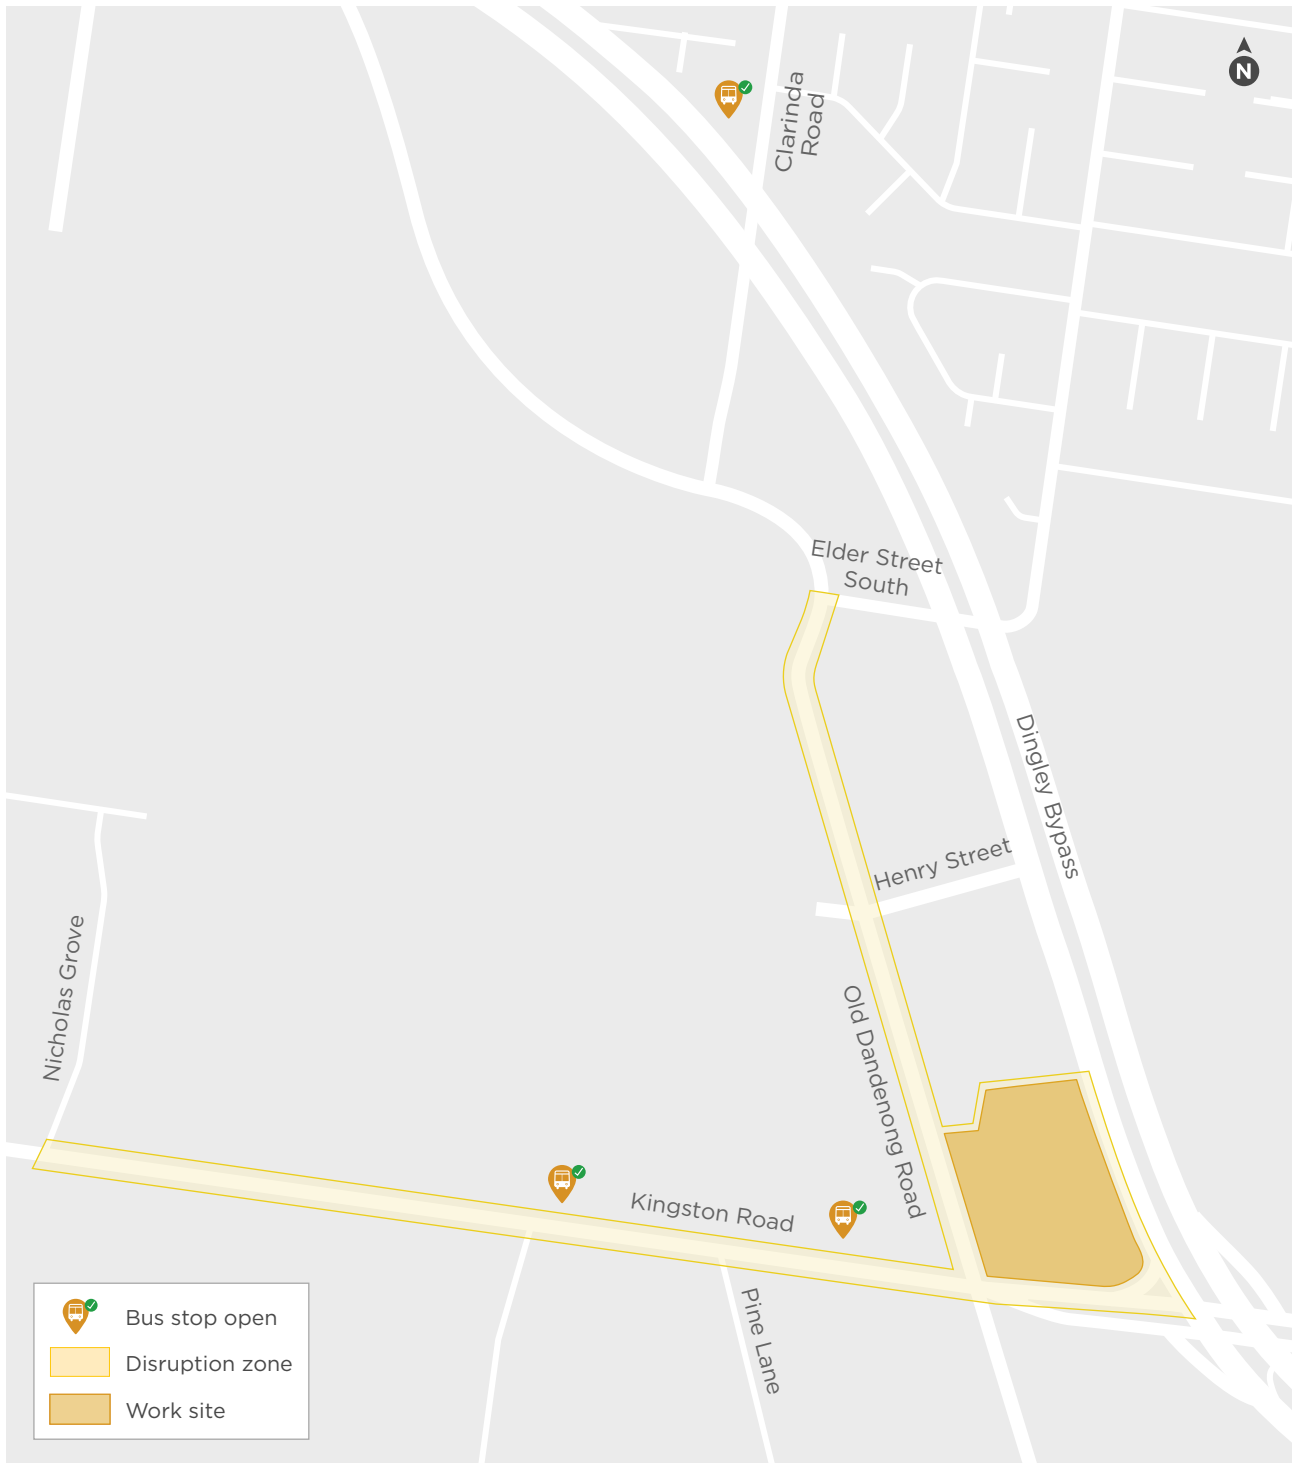 N
Clarinda
Road
Elder Street
South
Dingley Bypass
Henry Street
Nicholas Grove
Old Dandenong Road
Kingston Road
Pine Lane
Bus stop open
Disruption zone
Work site